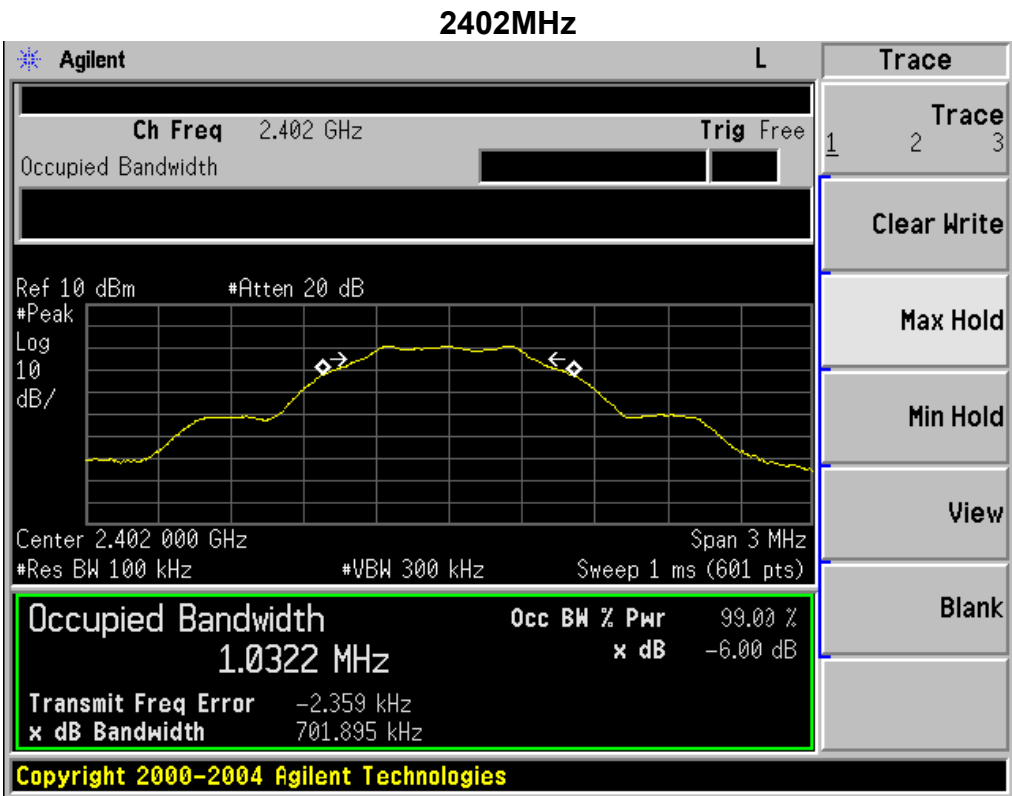 2402MHz
Agilent L Trace
Ch Freq 2.402 GHz Trig Free
Occupied Bandwidth
Trace
1 2 3
Clear Write
Max Hold
Min Hold
View
Blank
Ref 10 dBm #Atten 20 dB
#Peak
Log
10
dB/
Center 2.402 000 GHz Span 3 MHz
#Res BW 100 kHz #VBW 300 kHz Sweep 1 ms (601 pts)
Occupied Bandwidth Occ BW % Pwr 99.00 %
1.0322 MHz x dB -6.00 dB
Transmit Freq Error -2.359 kHz
x dB Bandwidth 701.895 kHz
Copyright 2000-2004 Agilent Technologies